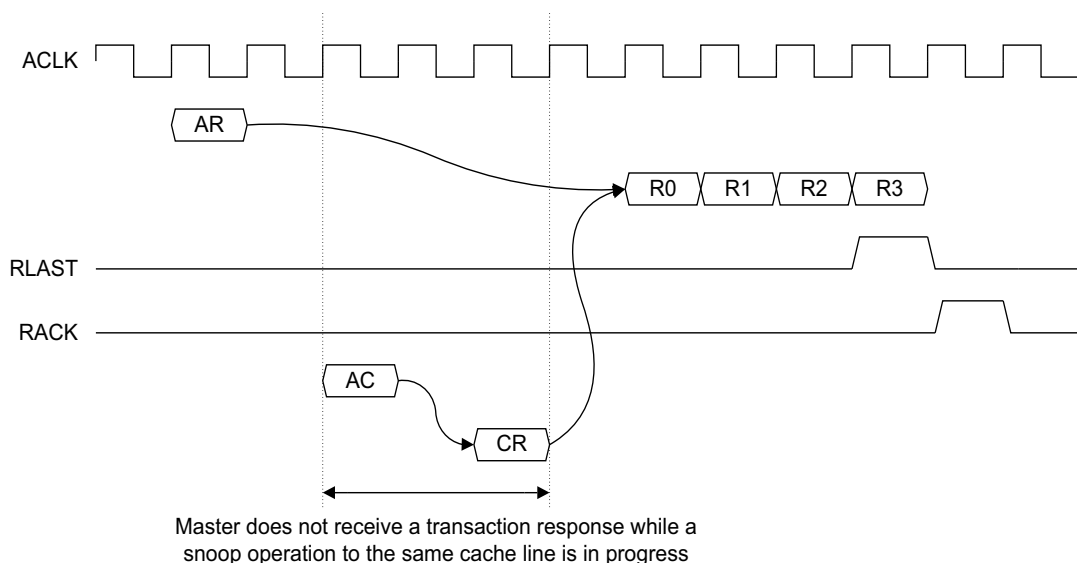 ACLK
AR
R0 R1 R2 R3
RLAST
RACK
AC
CR
Master does not receive a transaction response while a
snoop operation to the same cache line is in progress